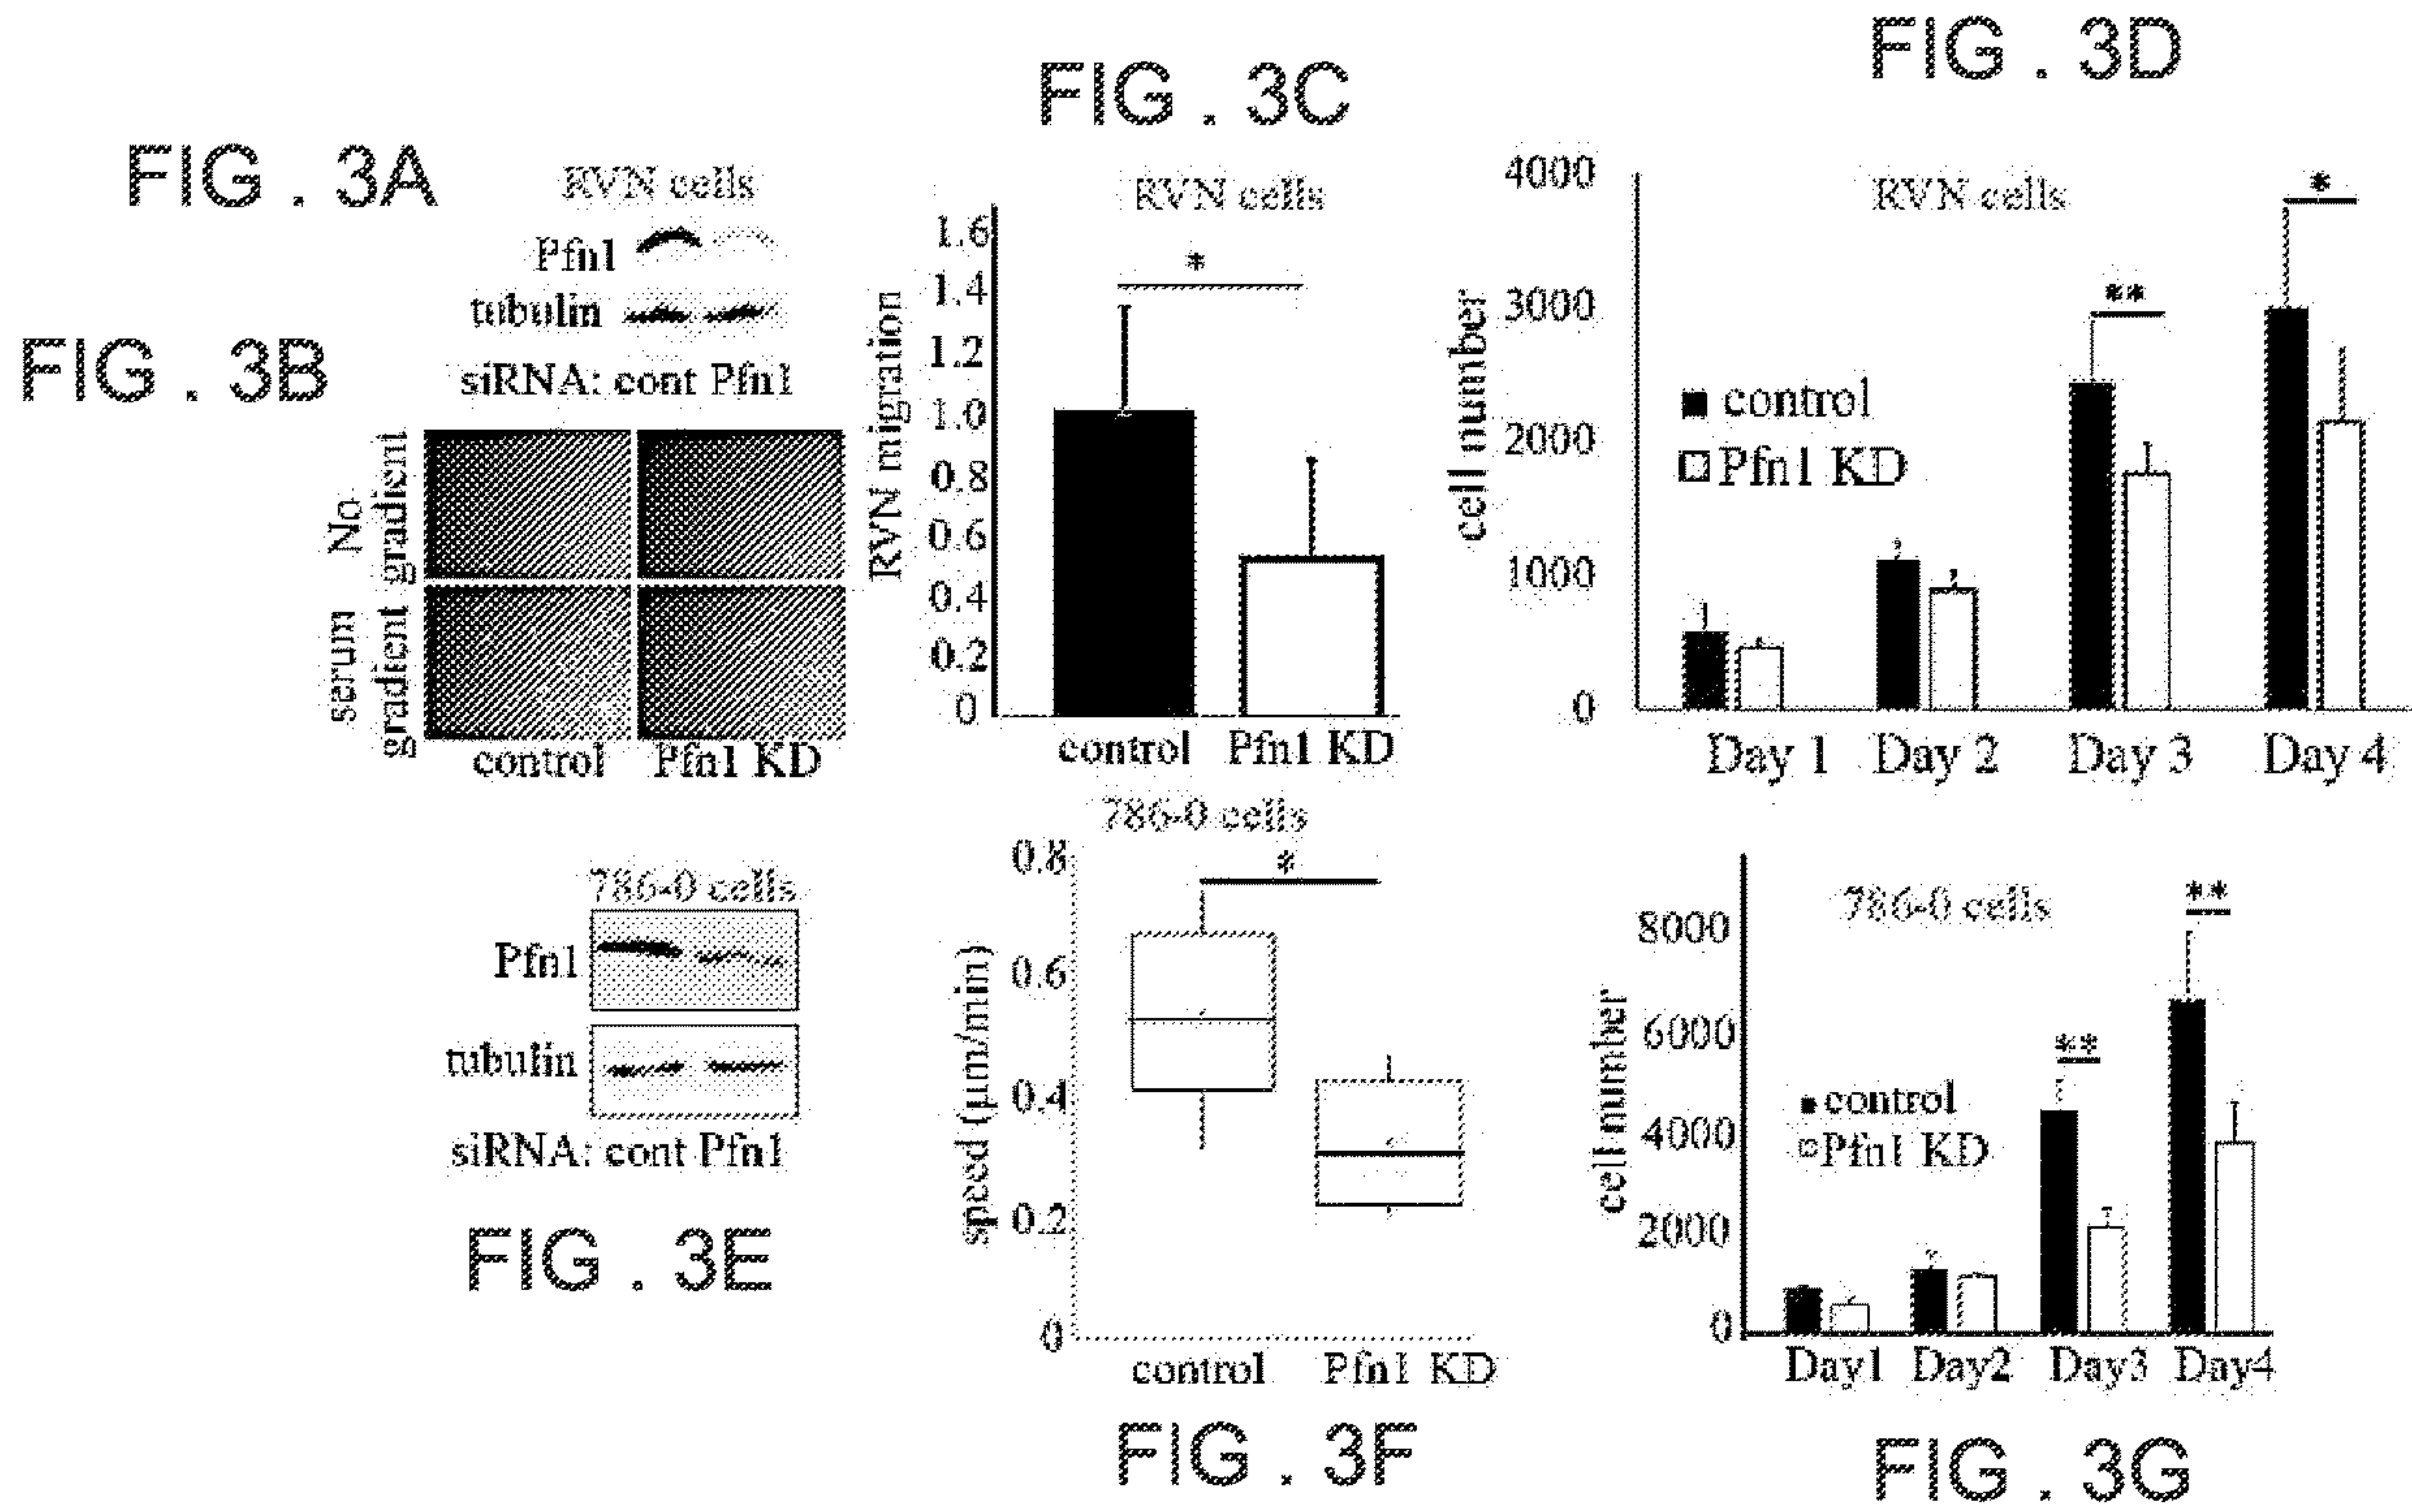 FIG . 3A
RVN cells
Pfn1
tubulin
siRNA: cont Pfn1
FIG . 3B
No gradient
serum gradient
control Pfn1 KD
FIG . 3C
RVN cells
*
RVN migration
1.6
1.4
1.2
1.0
0.8
0.6
0.4
0.2
0
control Pfn1 KD
FIG . 3D
RVN cells
*
**
cell number
4000
3000
2000
1000
0
control
Pfn1 KD
Day 1 Day 2 Day 3 Day 4
786-0 cells
Pfn1
tubulin
siRNA: cont Pfn1
FIG . 3E
786-0 cells
*
speed (μm/min)
0.8
0.6
0.4
0.2
0
control Pfn1 KD
FIG . 3F
786-0 cells
**
**
cell number
8000
6000
4000
2000
0
control
Pfn1 KD
Day1 Day2 Day3 Day4
FIG . 3G